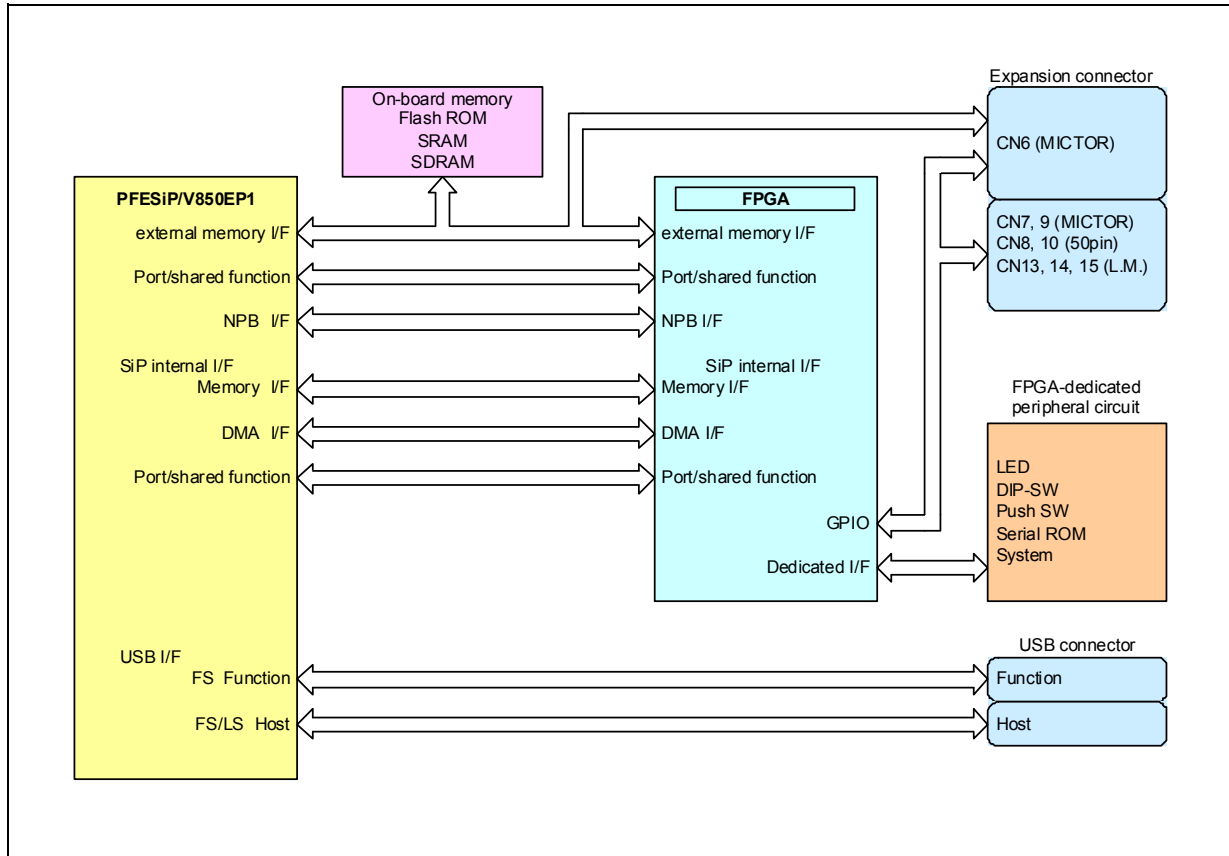 Expansion connector
On-board memory
Flash ROM
SRAM
SDRAM
CN6 (MICTOR)
PFESiP/V850EP1
FPGA
external memory I/F
external memory I/F
CN7, 9 (MICTOR)
CN8, 10 (50pin)
CN13, 14, 15 (L.M.)
Port/shared function
Port/shared function
NPB I/F
NPB I/F
SiP internal I/F
SiP internal I/F
Memory I/F
Memory I/F
FPGA-dedicated
peripheral circuit
DMA I/F
DMA I/F
Port/shared function
Port/shared function
LED
DIP-SW
Push SW
Serial ROM
System
GPIO
Dedicated I/F
USB connector
USB I/F
FS Function
Function
FS/LS Host
Host